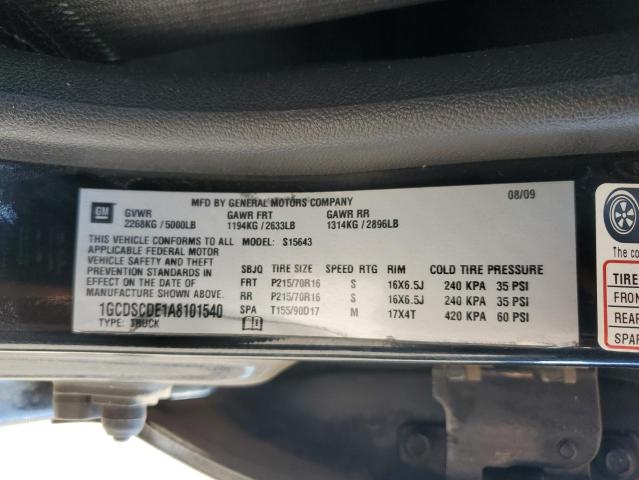 MFD BY GENERAL MOTORS COMPANY 08/09
GM
GVWR GAWR FRT GAWR RR
2268KG / 5000LB 1194KG / 2633LB 1314KG / 2896LB
THIS VEHICLE CONFORMS TO ALL MODEL: S15643
APPLICABLE FEDERAL MOTOR
VEHICLE SAFETY AND THEFT
PREVENTION STANDARDS IN
EFFECT ON THE DATE OF
MANUFACTURE SHOWN ABOVE.
1GCDSCDE1A8101540
TYPE: TRUCK
SBJQ TIRE SIZE SPEED RTG RIM COLD TIRE PRESSURE
FRT P215/70R16 S 16X6.5J 240 KPA 35 PSI
RR P215/70R16 S 16X6.5J 240 KPA 35 PSI
SPA T155/90D17 M 17X4T 420 KPA 60 PSI
The co
TIRE
FRON
REAR
SPAR